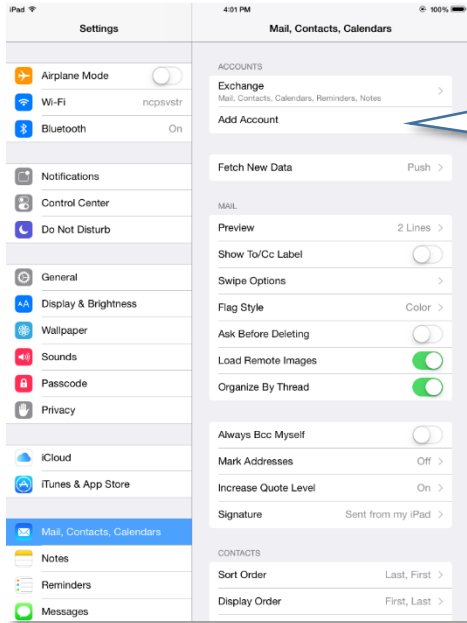 iPad 4:01 PM 100%
Settings
Airplane Mode
Wi-Fi ncpsvstr
Bluetooth On
Notifications
Control Center
Do Not Disturb
General
Display & Brightness
Wallpaper
Sounds
Passcode
Privacy
iCloud
iTunes & App Store
Mail, Contacts, Calendars
Notes
Reminders
Messages
Mail, Contacts, Calendars
ACCOUNTS
Exchange
Mail, Contacts, Calendars, Reminders, Notes
Add Account
Fetch New Data Push
MAIL
Preview 2 Lines
Show To/Cc Label
Swipe Options
Flag Style Color
Ask Before Deleting
Load Remote Images
Organize By Thread
Always Bcc Myself
Mark Addresses Off
Increase Quote Level On
Signature Sent from my iPad
CONTACTS
Sort Order Last, First
Display Order First, Last